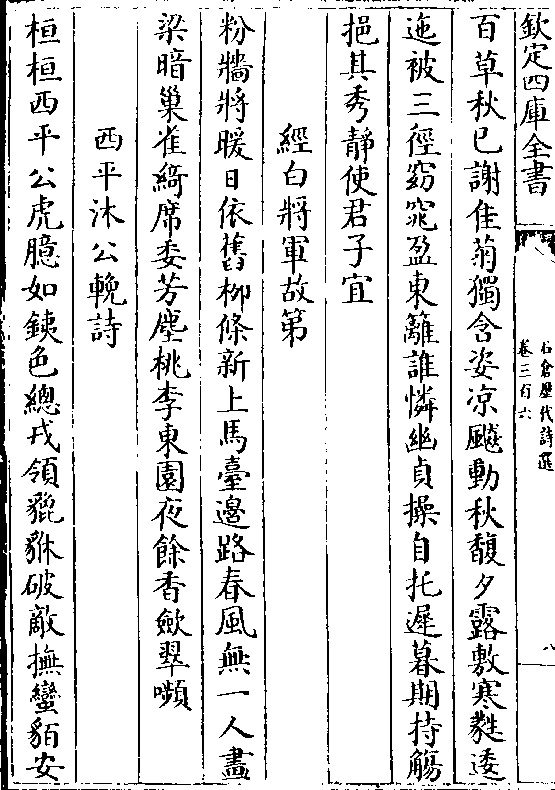 欽定四庫全書
石倉歷代詩選
卷三百六
八
百草秋已謝佳菊獨含姿涼飈動秋馥夕露敷寒蕤逶
迤被三徑窈窕盈東籬誰憐幽貞操自托遲暮期持觴
挹其秀靜使君子宜
經白將軍故第
粉牆將暖日依舊柳條新上馬臺邊路春風無一人畵
梁暗巢雀綺席委芳塵桃李東園夜餘香斂翠嚬
西平沐公輓詩
桓桓西平公虎臆如鐵色總戎領貔貅破敵撫蠻貊安